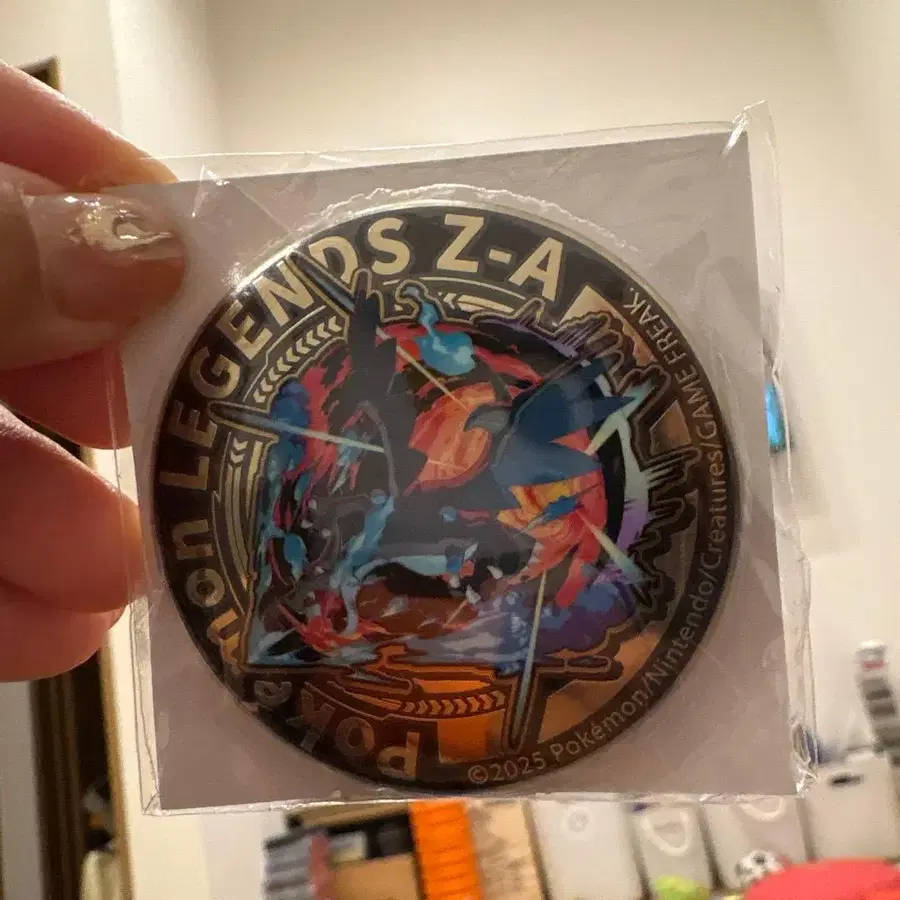 Pokémon LEGENDS Z-A
©2025 Pokémon/Nintendo/Creatures/GAME FREAK.